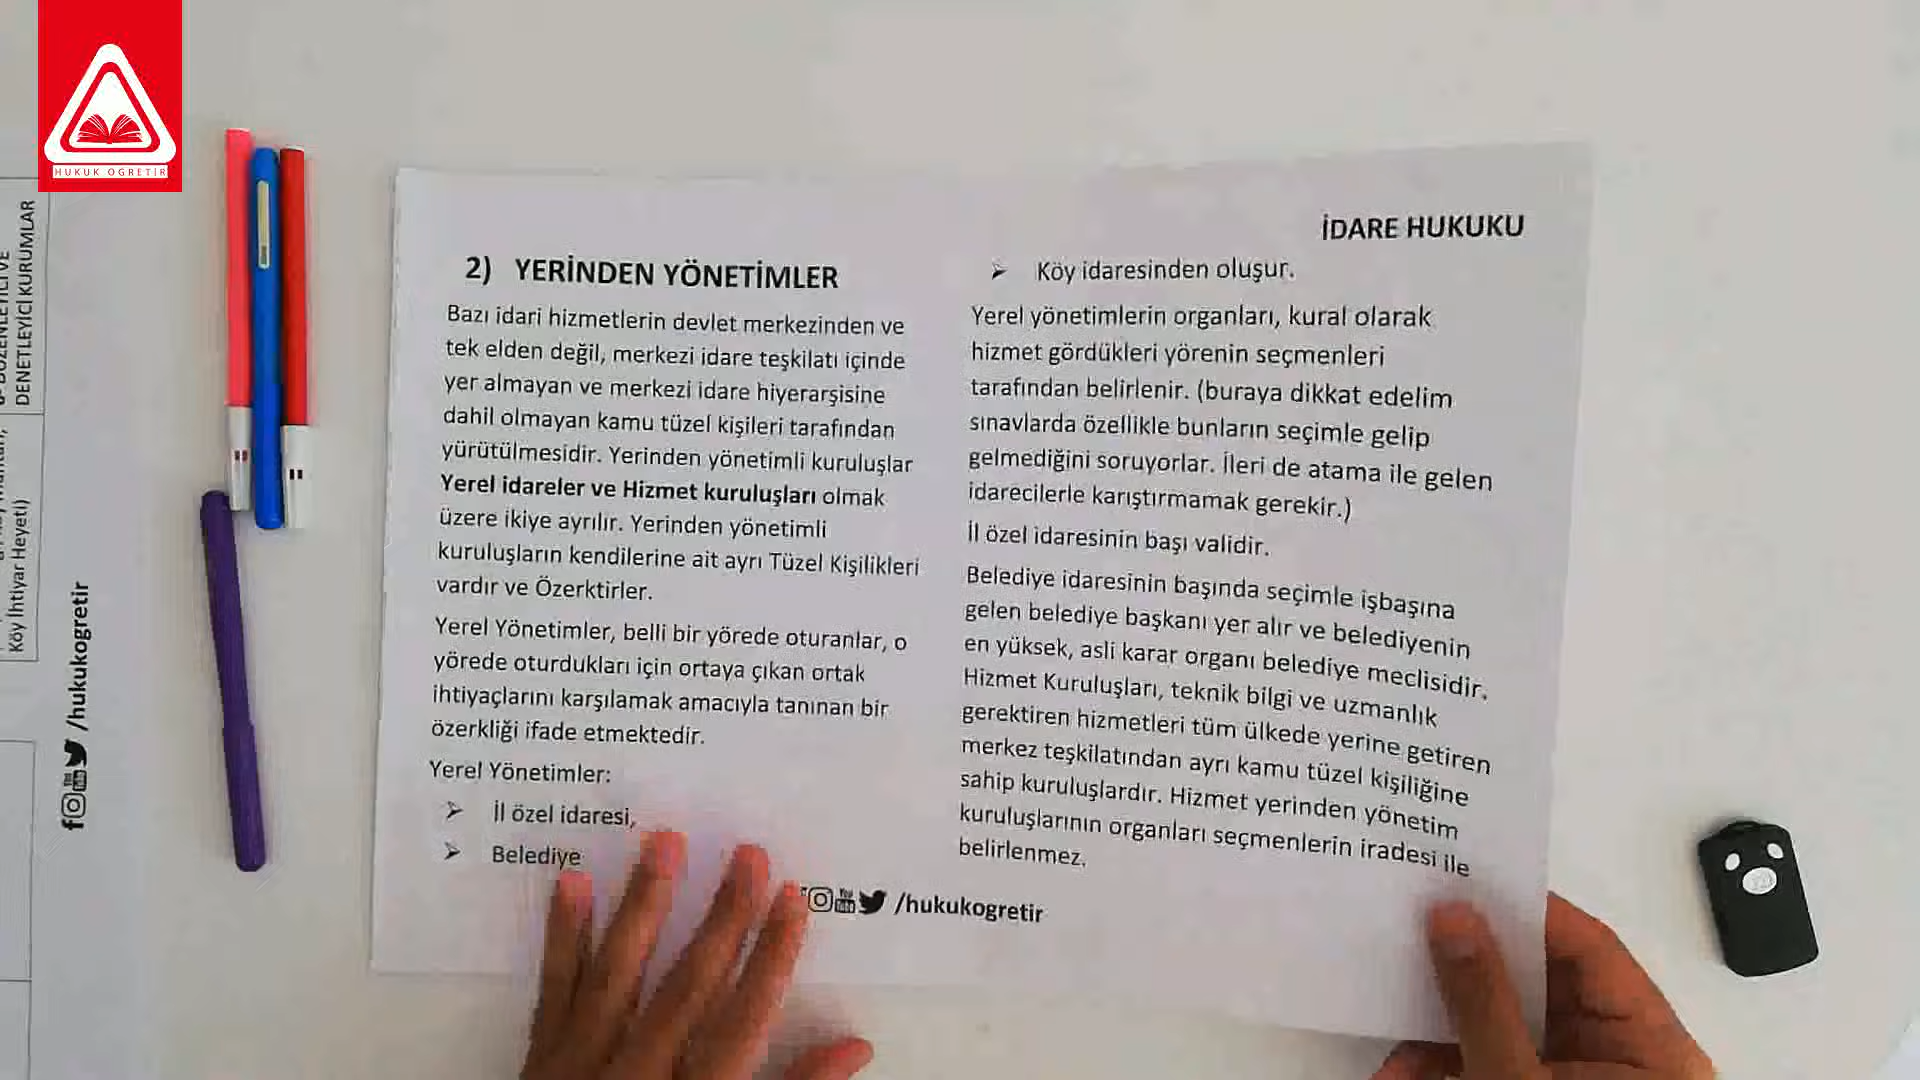 HUKUK OGRETIR
DENETLEYİCİ KURUMLAR
Köy İhtiyar Heyeti)
/hukukogretir
İDARE HUKUKU
2) YERİNDEN YÖNETİMLER
Bazı idari hizmetlerin devlet merkezinden ve
tek elden değil, merkezi idare teşkilatı içinde
yer almayan ve merkezi idare hiyerarşisine
dahil olmayan kamu tüzel kişileri tarafından
yürütülmesidir. Yerinden yönetimli kuruluşlar
Yerel idareler ve Hizmet kuruluşları olmak
üzere ikiye ayrılır. Yerinden yönetimli
kuruluşların kendilerine ait ayrı Tüzel Kişilikleri
vardır ve Özerktirler.
Yerel Yönetimler, belli bir yörede oturanlar, o
yörede oturdukları için ortaya çıkan ortak
ihtiyaçlarını karşılamak amacıyla tanınan bir
özerkliği ifade etmektedir.
Yerel Yönetimler:
➢ İl özel idaresi,
➢ Belediye
➢ Köy idaresinden oluşur.
Yerel yönetimlerin organları, kural olarak
hizmet gördükleri yörenin seçmenleri
tarafından belirlenir. (buraya dikkat edelim
sınavlarda özellikle bunların seçimle gelip
gelmediğini soruyorlar. İleri de atama ile gelen
idarecilerle karıştırmamak gerekir.)
İl özel idaresinin başı validir.
Belediye idaresinin başında seçimle işbaşına
gelen belediye başkanı yer alır ve belediyenin
en yüksek, asli karar organı belediye meclisidir.
Hizmet Kuruluşları, teknik bilgi ve uzmanlık
gerektiren hizmetleri tüm ülkede yerine getiren
merkez teşkilatından ayrı kamu tüzel kişiliğine
sahip kuruluşlardır. Hizmet yerinden yönetim
kuruluşlarının organları seçmenlerin iradesi ile
belirlenmez.
You Tube /hukukogretir